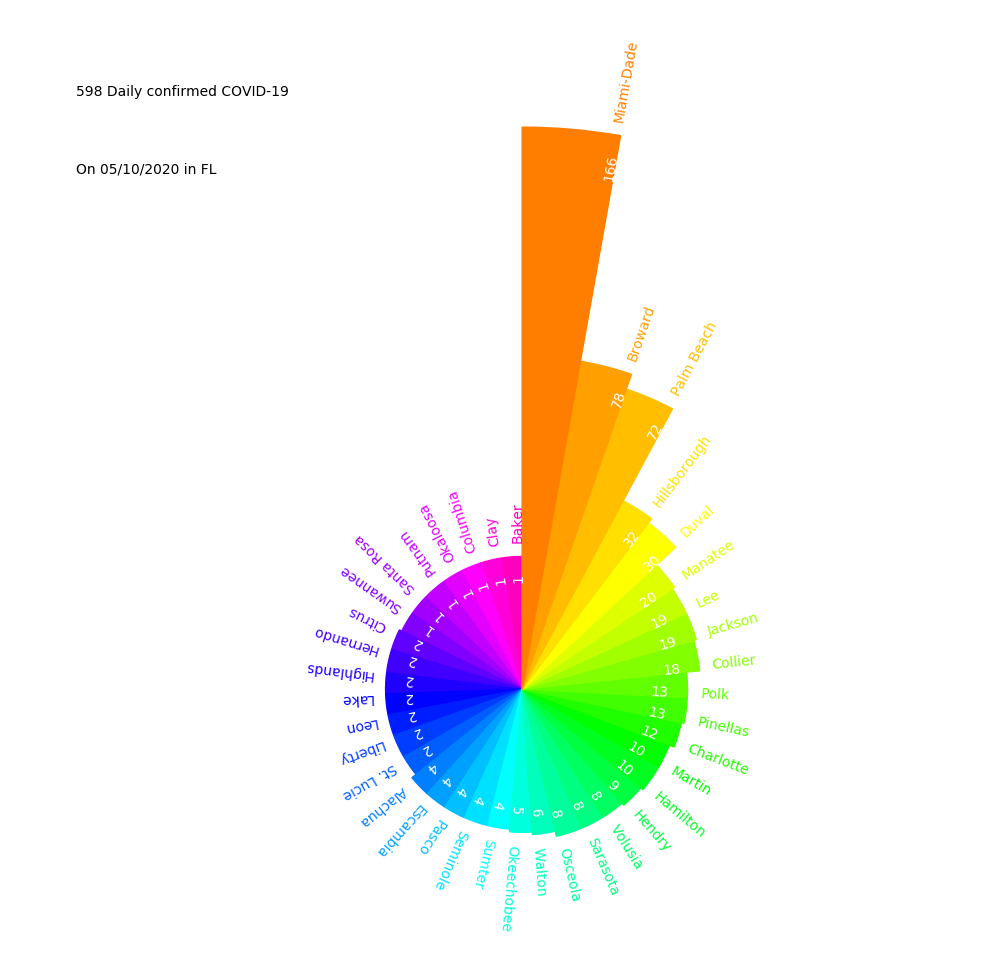 598 Daily confirmed COVID-19
On 05/10/2020 in FL
Miami-Dade
166
Broward
78
Palm Beach
72
Hillsborough
32
Duval
30
Manatee
20
Lee
19
Jackson
19
Collier
18
Polk
13
Pinellas
13
Charlotte
12
Martin
10
Hamilton
10
Hendry
9
Volusia
8
Sarasota
8
Osceola
8
Walton
6
Okeechobee
5
Sumter
4
Seminole
4
Pasco
4
Escambia
4
Alachua
4
St. Lucie
2
Liberty
2
Leon
2
Lake
2
Highlands
2
Hernando
2
Citrus
2
Suwannee
1
Santa Rosa
1
Putnam
1
Okaloosa
1
Columbia
1
Clay
1
Baker
1